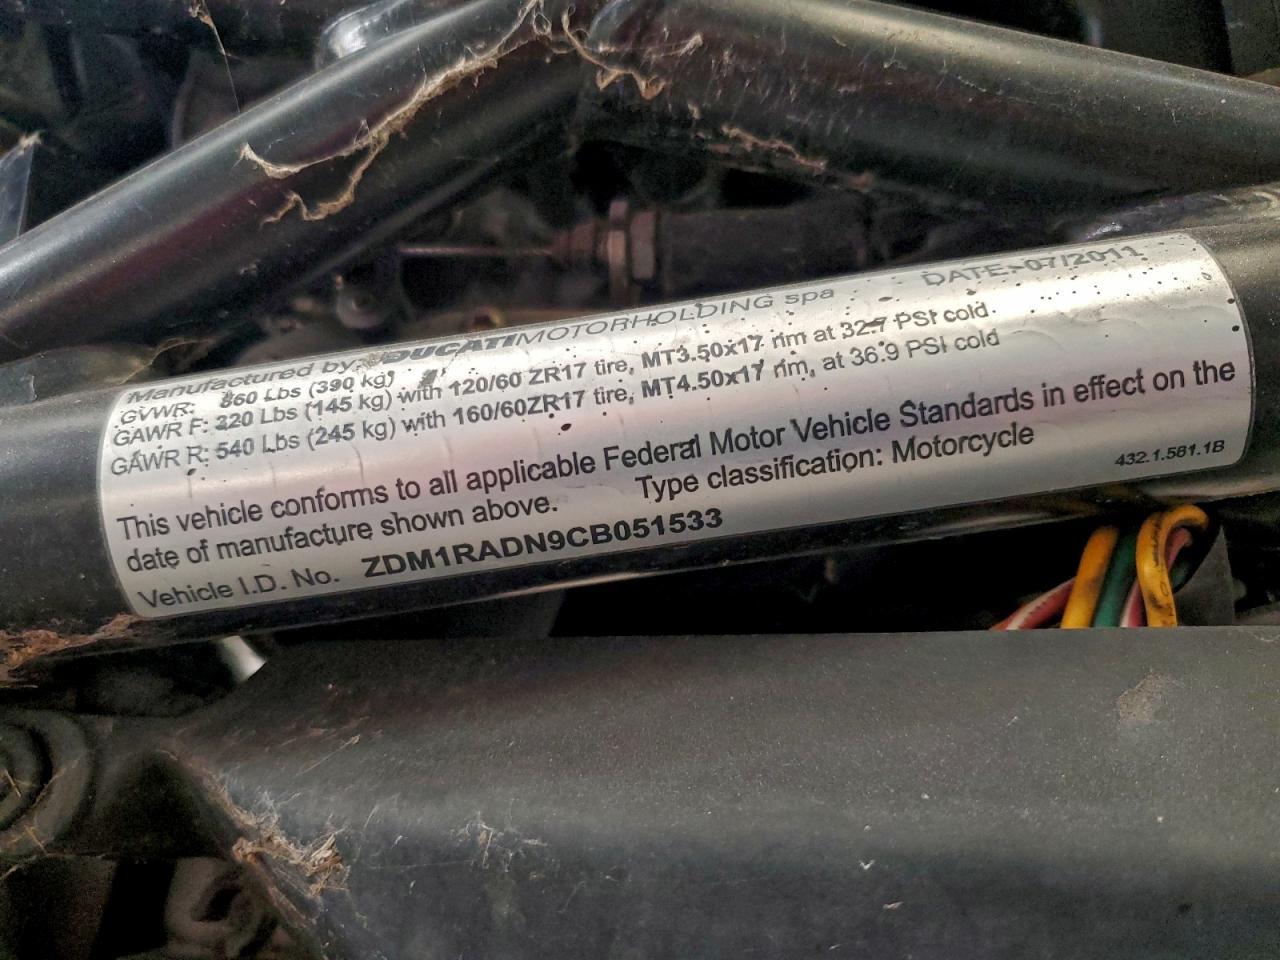 Manufactured by: DUCATIMOTORHOLDING spa DATE: 07/2011
GVWR: 860 Lbs (390 kg)
GAWR F: 320 Lbs (145 kg) with 120/60 ZR17 tire, MT3.50x17 rim at 32.7 PSI cold.
GAWR R: 540 Lbs (245 kg) with 160/60ZR17 tire, MT4.50x17 rim, at 36.9 PSI cold
This vehicle conforms to all applicable Federal Motor Vehicle Standards in effect on the
date of manufacture shown above. Type classification: Motorcycle
432.1.561.1B
Vehicle I.D. No. ZDM1RADN9CB051533